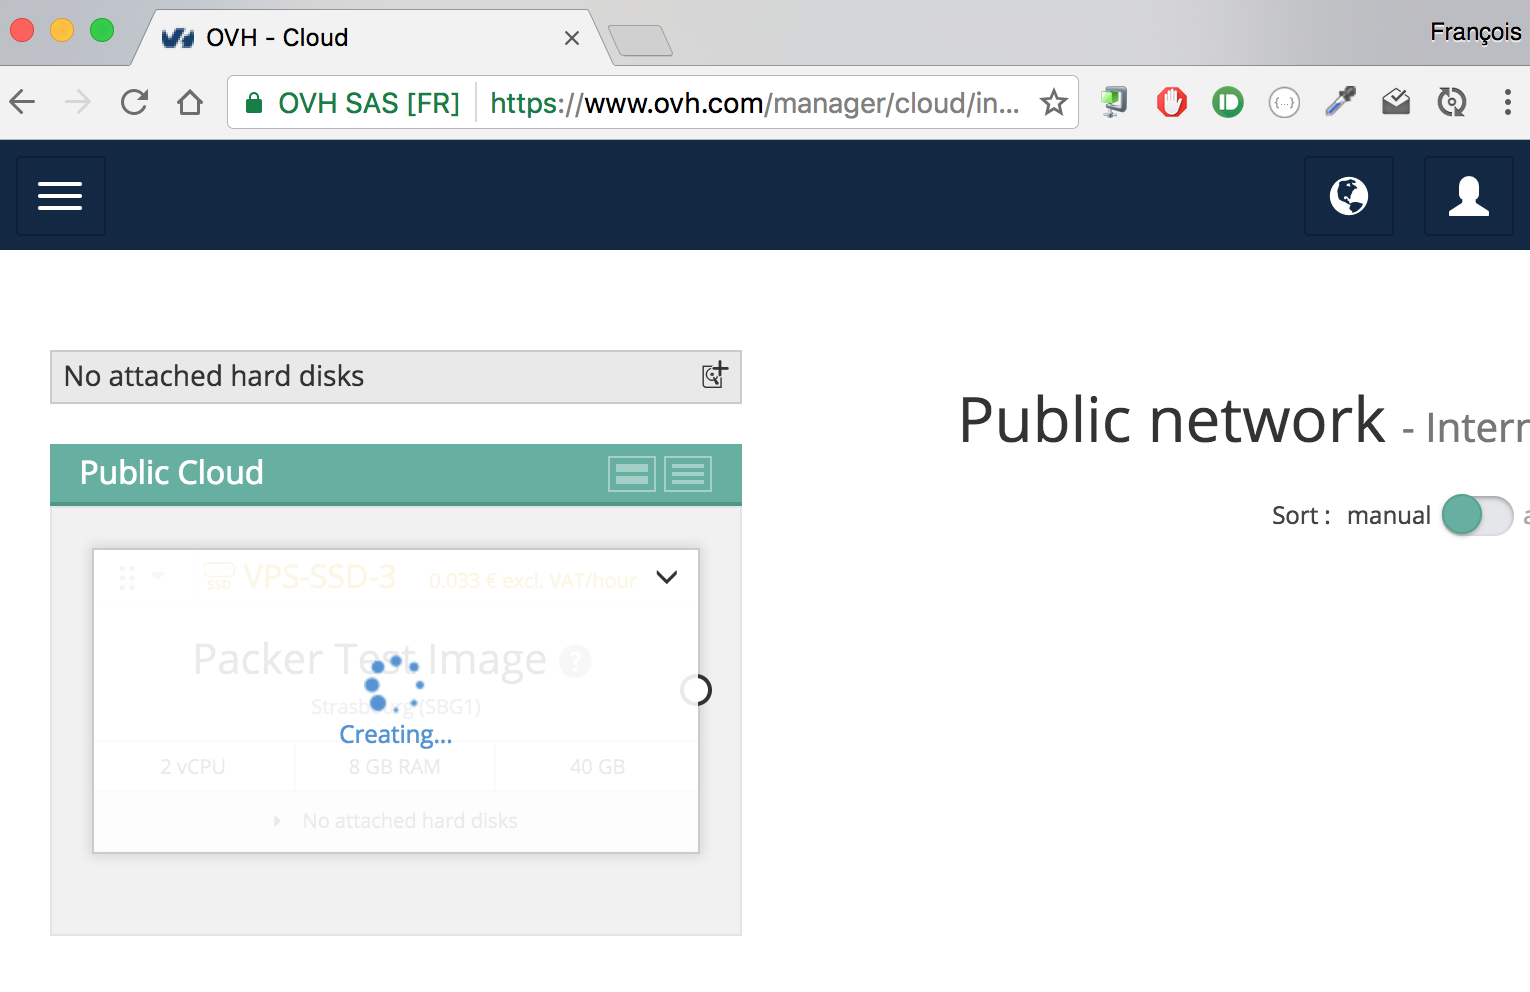 OVH - Cloud
François
OVH SAS [FR]
https://www.ovh.com/manager/cloud/in...
No attached hard disks
Public network - Intern
Public Cloud
Sort : manual
SSD VPS-SSD-3 0.033 € excl. VAT/hour
Packer Test Image ?
Strasbourg (SBG1)
Creating...
2 vCPU 8 GB RAM 40 GB
No attached hard disks